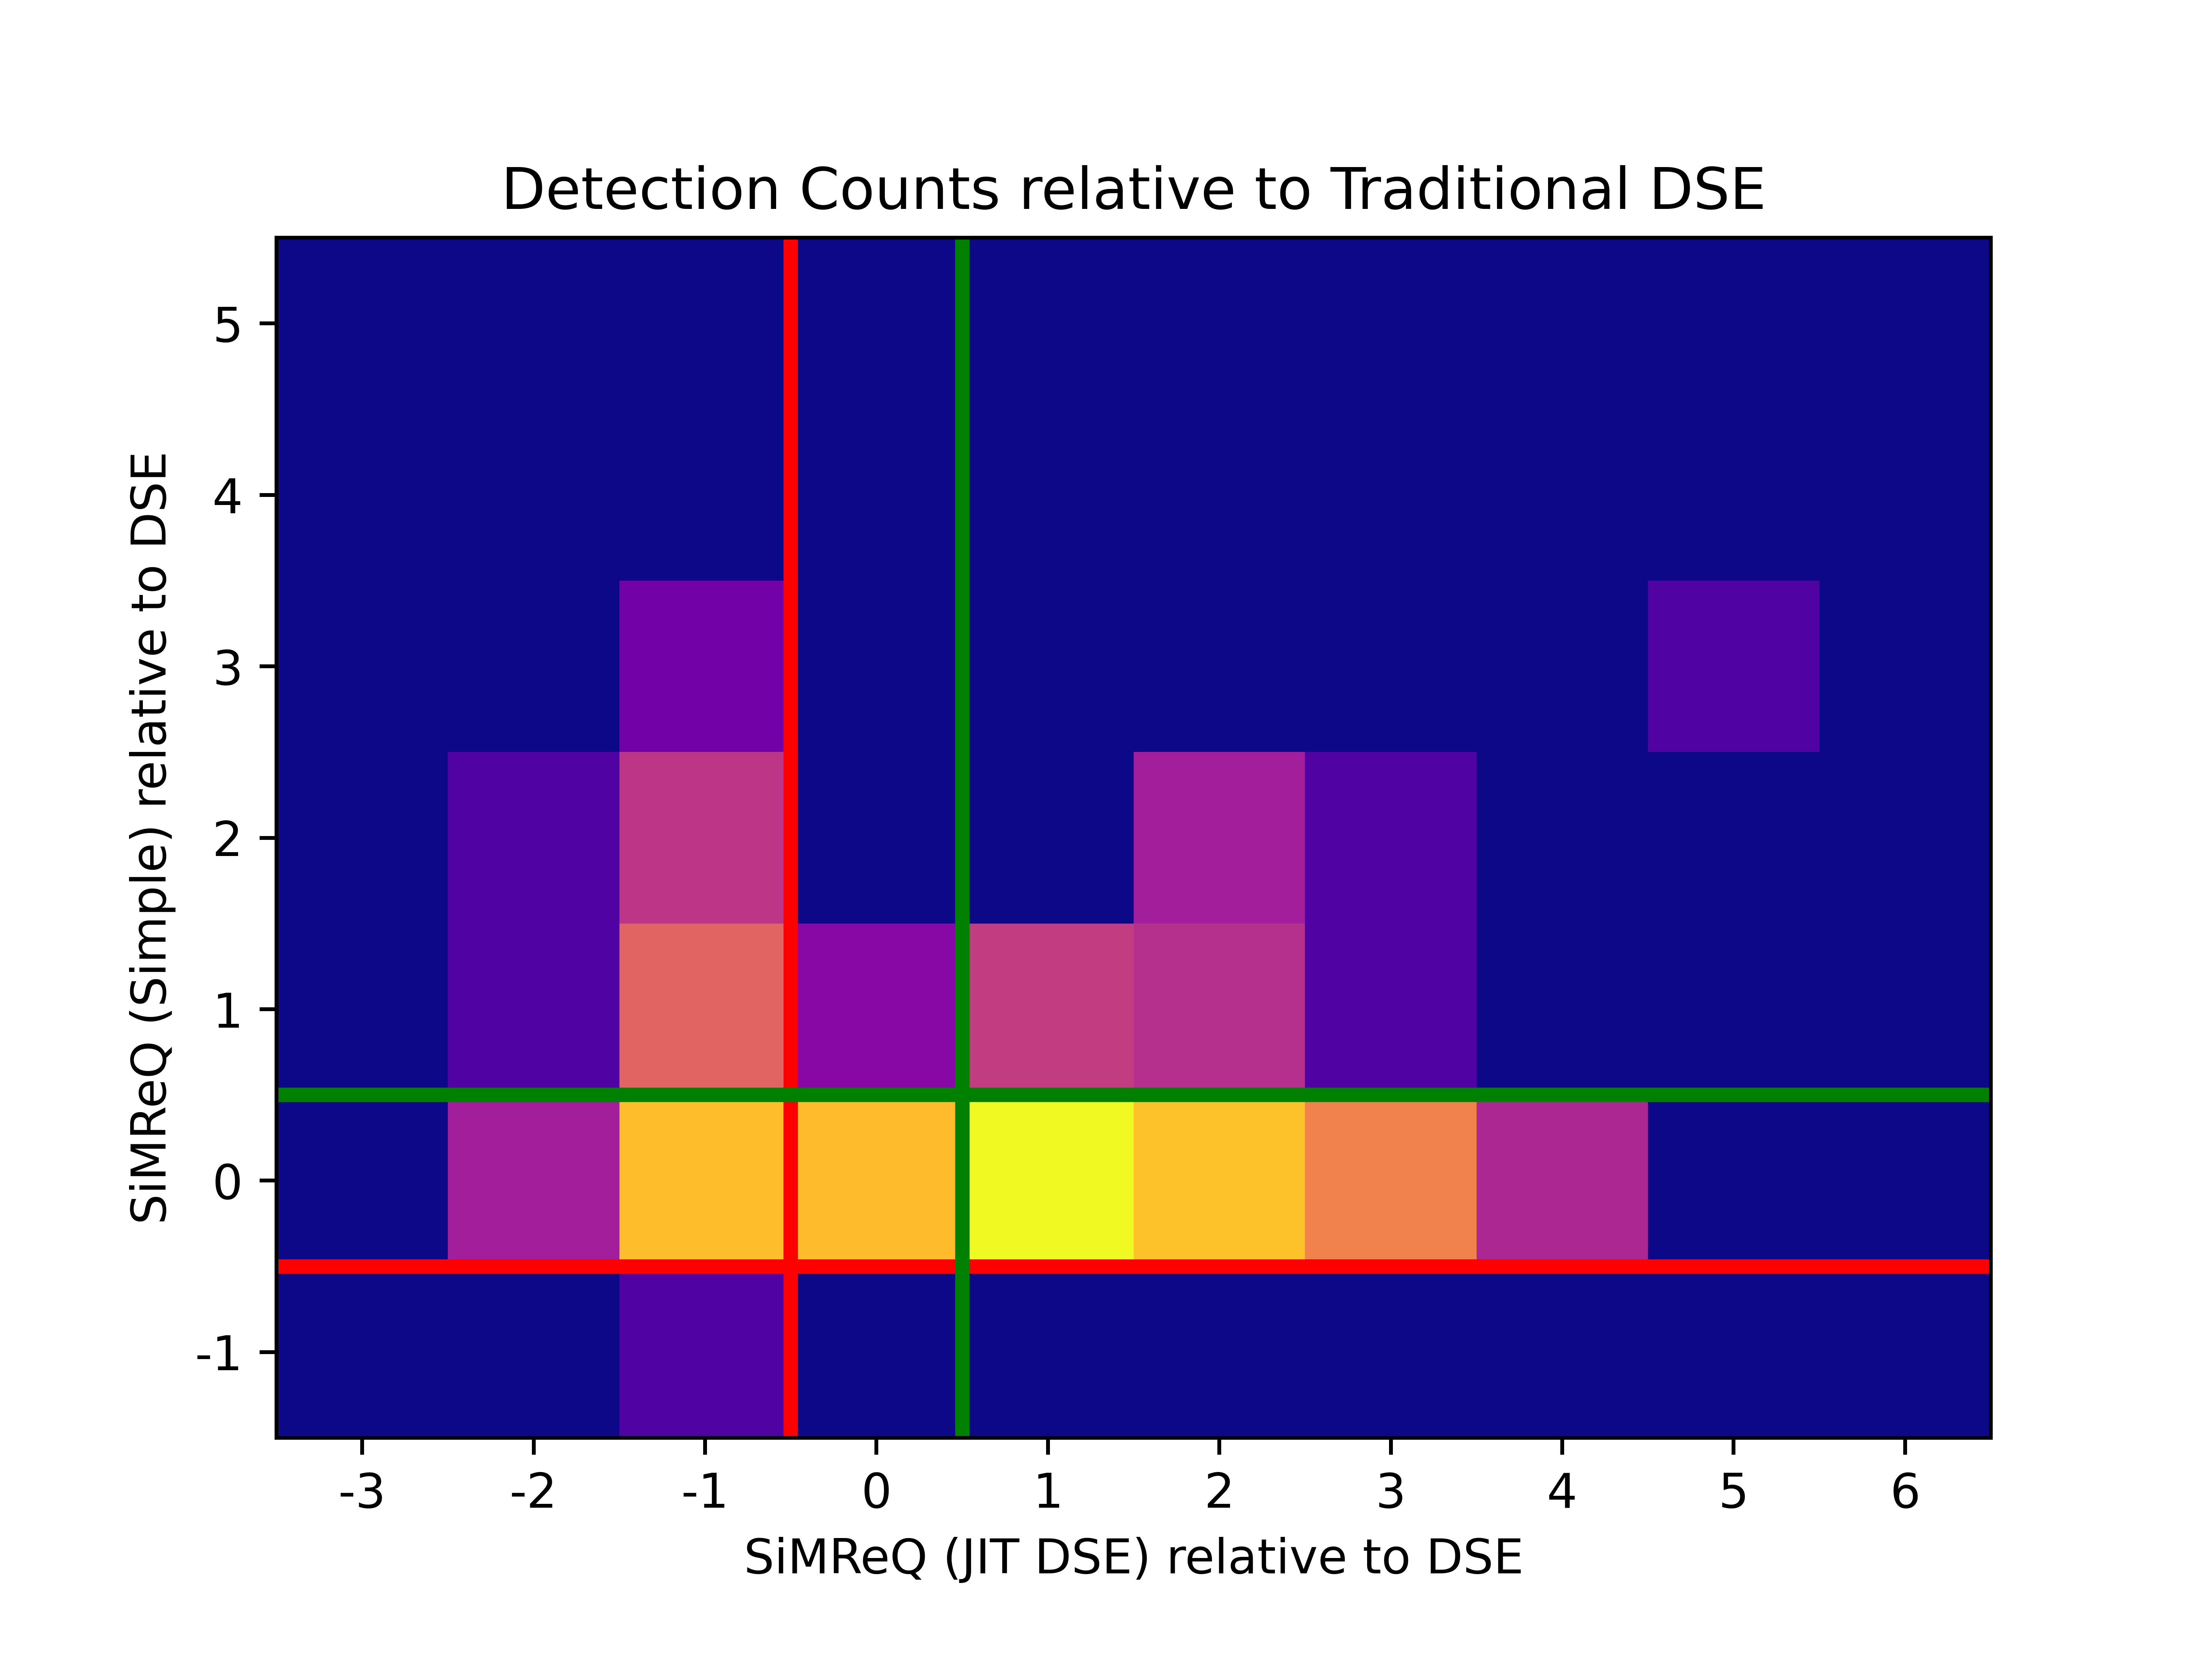 Detection Counts relative to Traditional DSE
SiMReQ (Simple) relative to DSE
5
4
3
2
1
0
-1
-3 -2 -1 0 1 2 3 4 5 6
SiMReQ (JIT DSE) relative to DSE